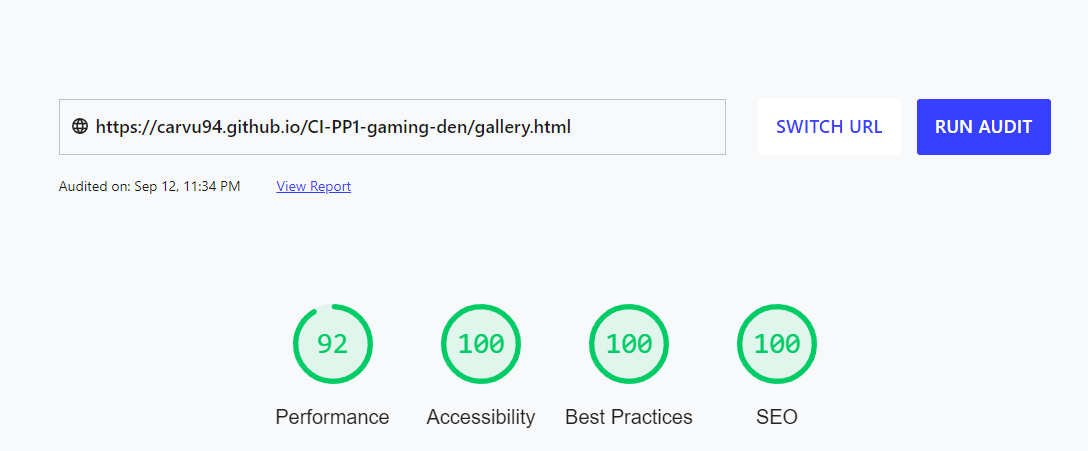 https://carvu94.github.io/CI-PP1-gaming-den/gallery.html SWITCH URL RUN AUDIT
Audited on: Sep 12, 11:34 PM View Report
92 100 100 100
Performance Accessibility Best Practices SEO